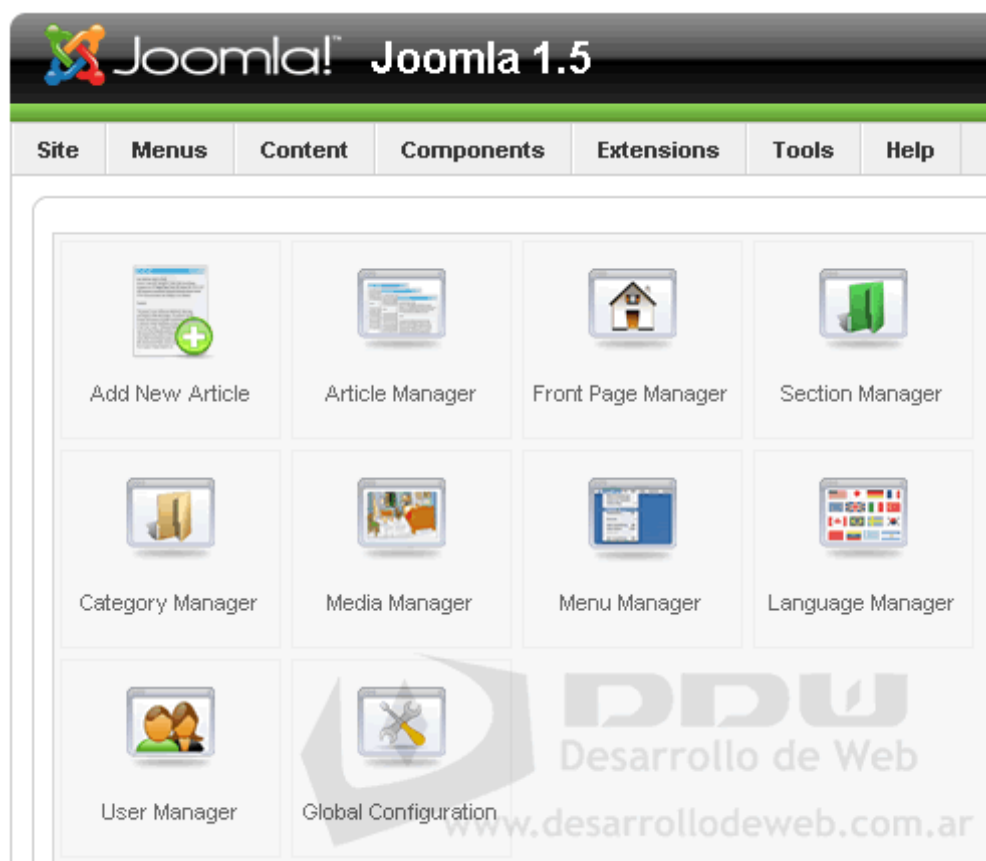 Joomla!™ Joomla 1.5
Site Menus Content Components Extensions Tools Help
Add New Article Article Manager Front Page Manager Section Manager
Category Manager Media Manager Menu Manager Language Manager
DDW
Desarrollo de Web
User Manager Global Configuration
www.desarrollodeweb.com.ar